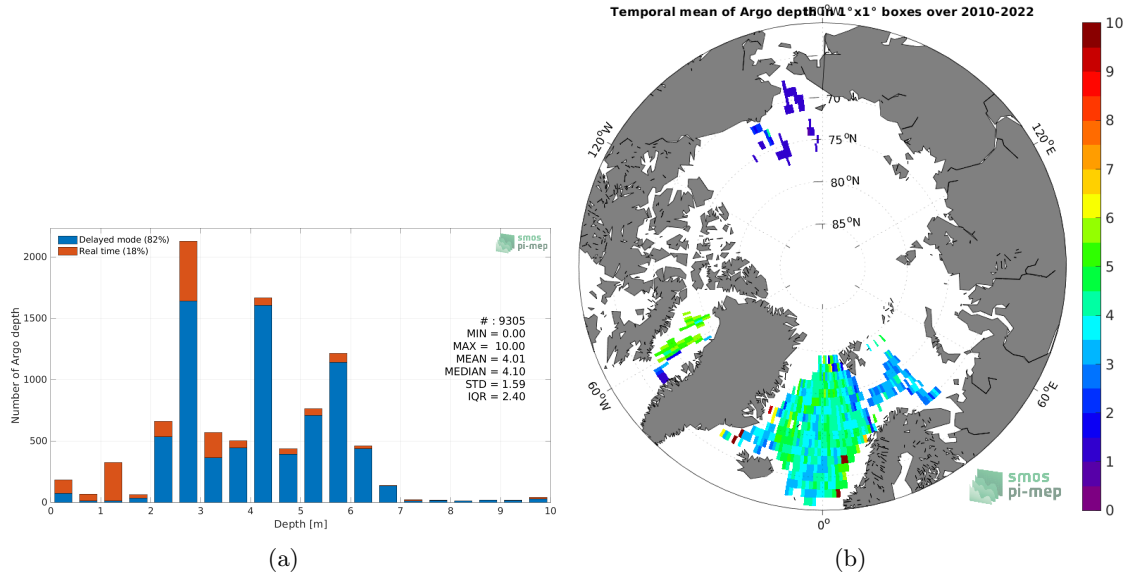 Temporal mean of Argo depth in 1°x1° boxes over 2010-2022
180°W
Delayed mode (82%)
Real time (18%)
smos
pi-mep
# : 9305
MIN = 0.00
MAX = 10.00
MEAN = 4.01
MEDIAN = 4.10
STD = 1.59
IQR = 2.40
Number of Argo depth
2000
1500
1000
500
0
0 1 2 3 4 5 6 7 8 9 10
Depth [m]
(a)
120°W
120°E
60°W
60°E
0°
70°N
75°N
80°N
85°N
smos
pi-mep
10
9
8
7
6
5
4
3
2
1
0
(b)